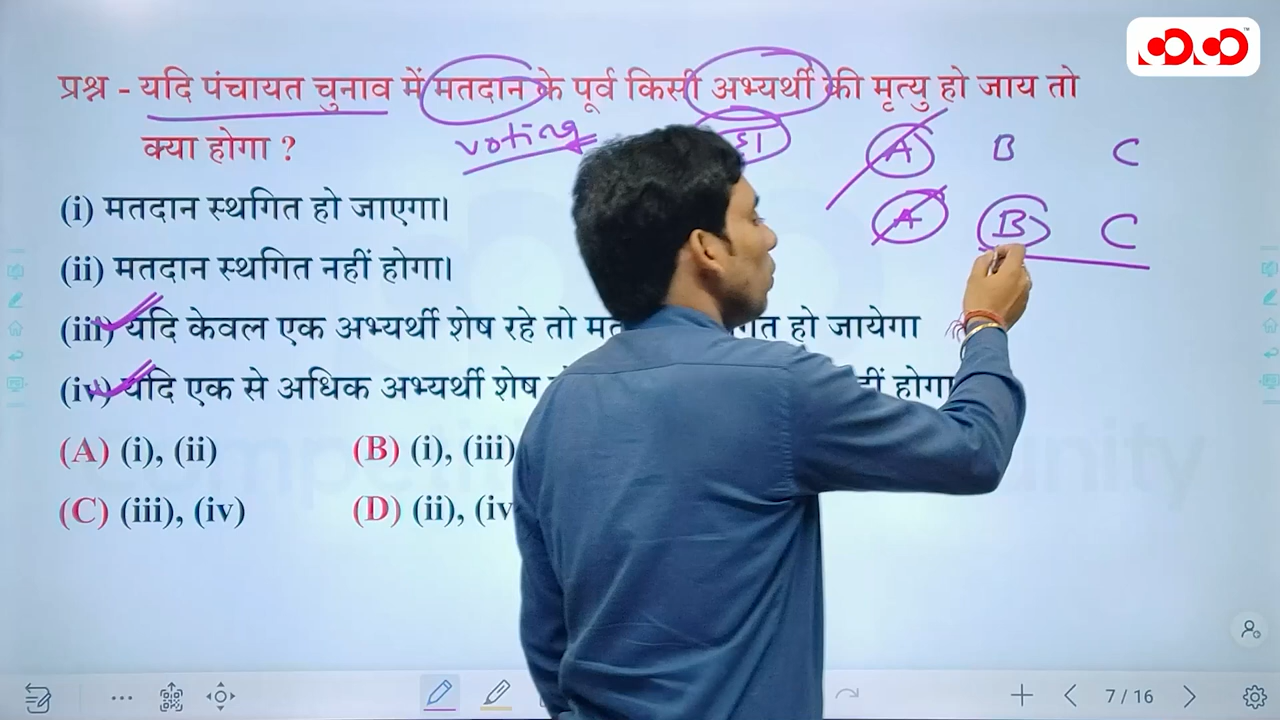 प्रश्न - यदि पंचायत चुनाव में मतदान के पूर्व किसी अभ्यर्थी की मृत्यु हो जाय तो
क्या होगा ?
voting
A B C
A B C
(i) मतदान स्थगित हो जाएगा।
(ii) मतदान स्थगित नहीं होगा।
(iii) यदि केवल एक अभ्यर्थी शेष रहे तो हो जायेगा
(iv) यदि एक से अधिक अभ्यर्थी शेष होगा
(A) (i), (ii)
(B) (i), (iii)
(C) (iii), (iv)
(D) (ii), (iv
7 / 16